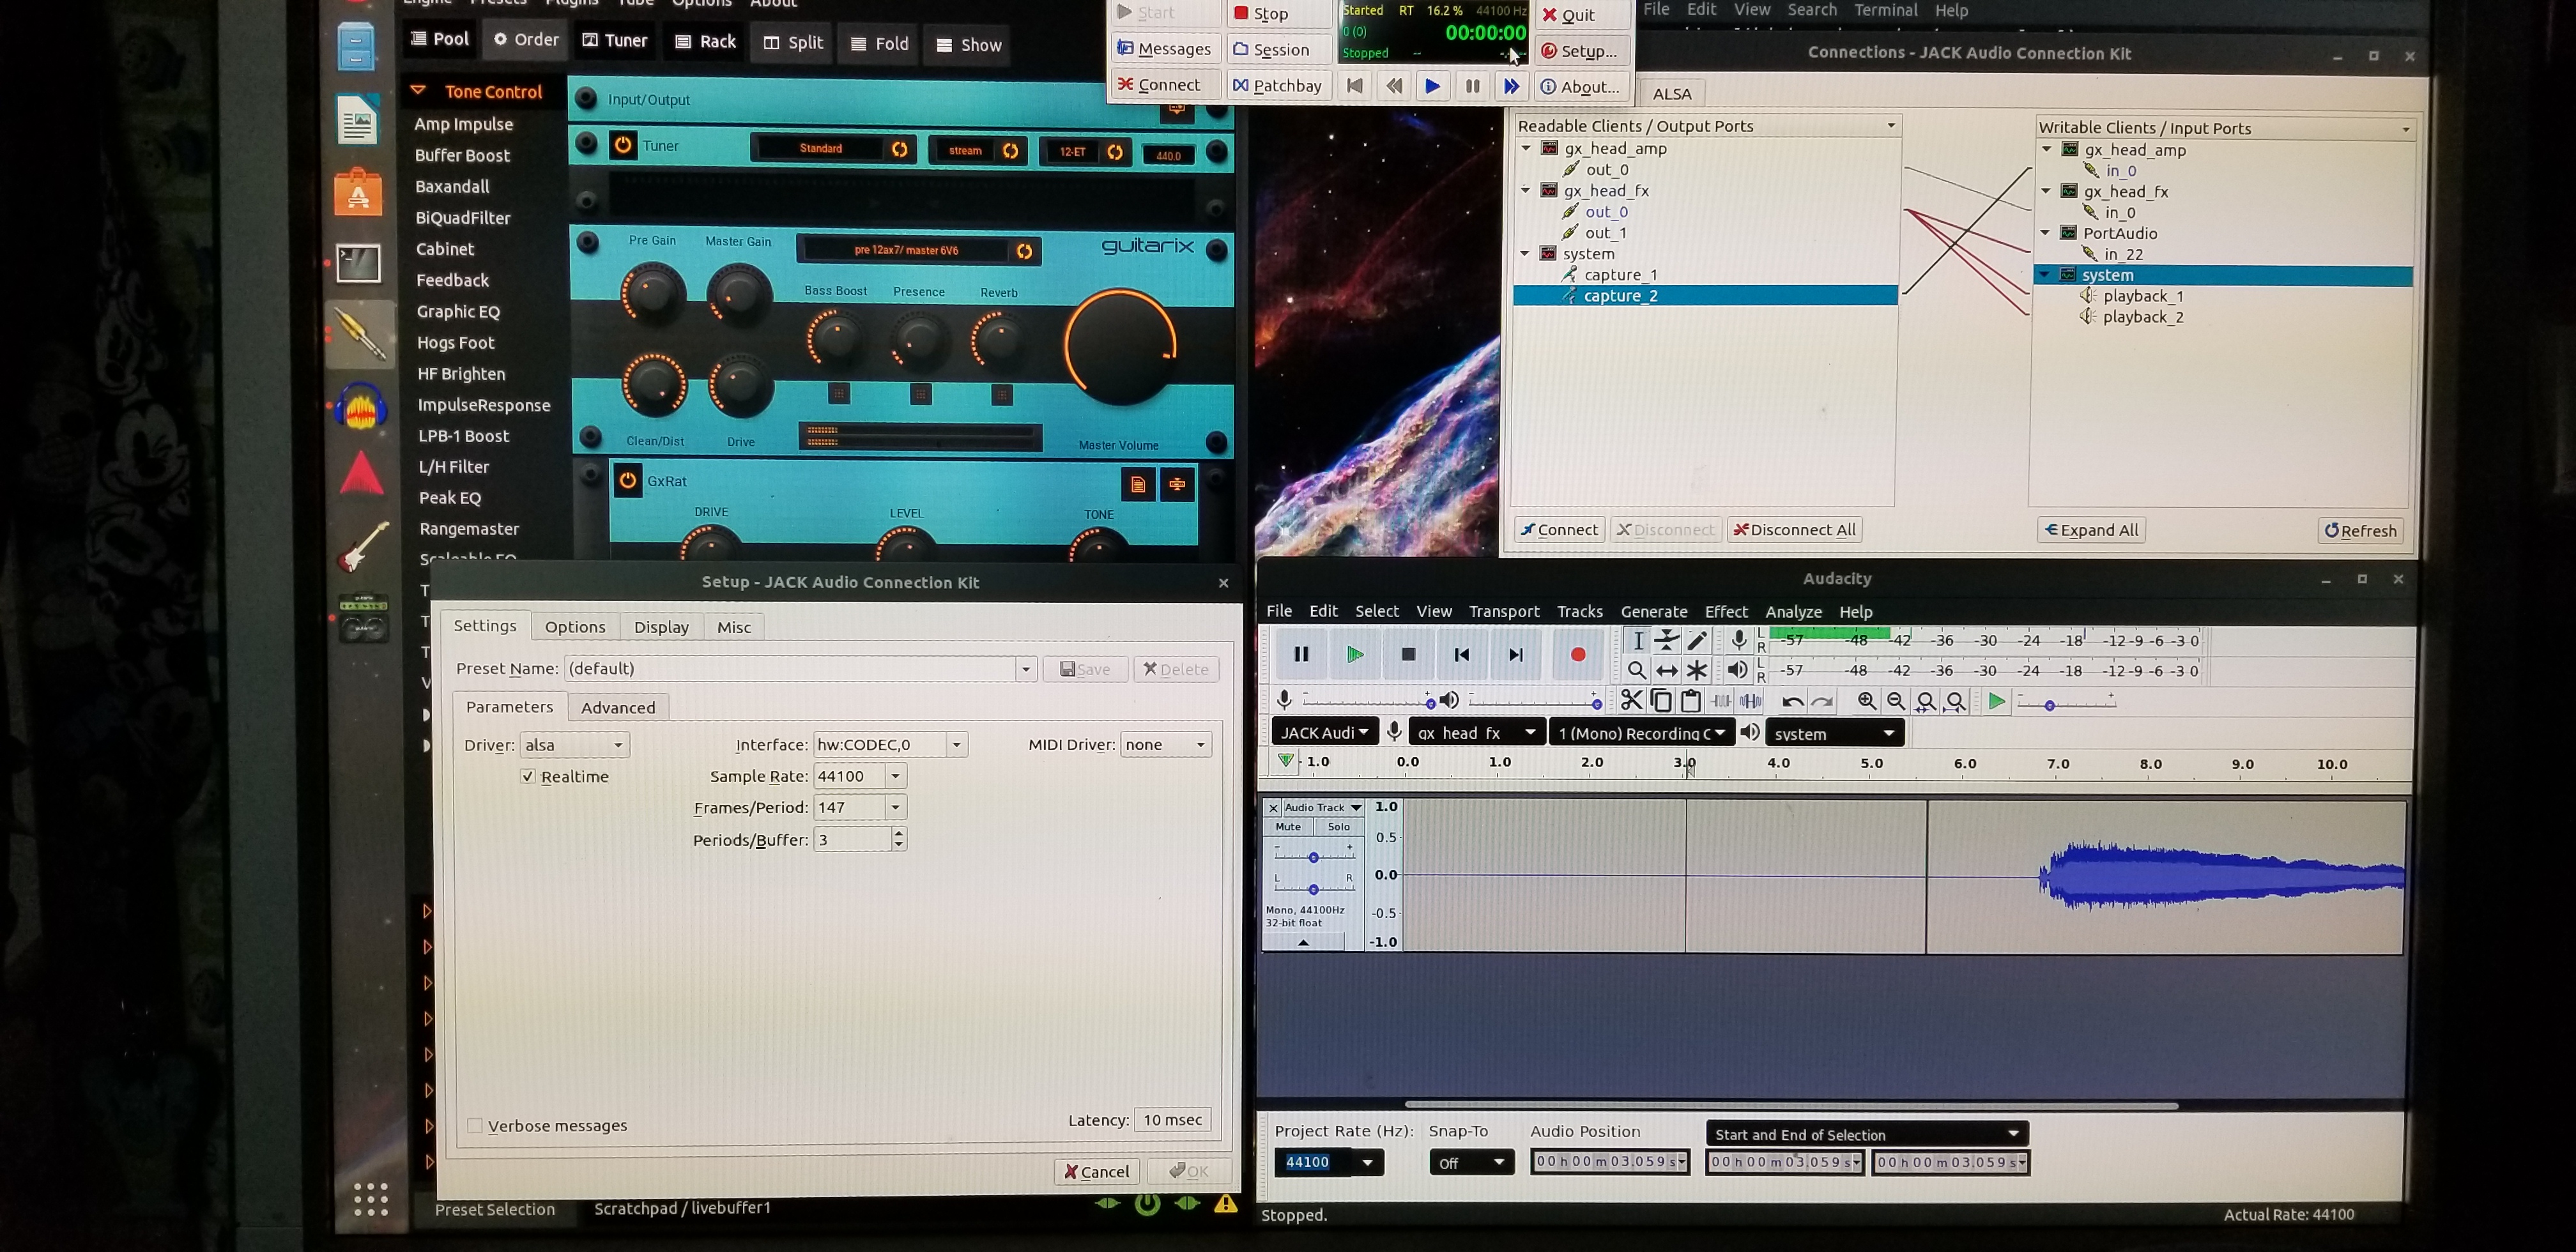 Engine Presets Plugins Tube Options About
Pool Order Tuner Rack Split Fold Show
Tone Control
Amp Impulse
Buffer Boost
Baxandall
BiQuadFilter
Cabinet
Feedback
Graphic EQ
Hogs Foot
HF Brighten
ImpulseResponse
LPB-1 Boost
L/H Filter
Peak EQ
Rangemaster
Input/Output
Tuner Standard stream 12-ET 440.0
Pre Gain Master Gain pre 12ax7/ master 6V6 guitarix
Bass Boost Presence Reverb
Clean/Dist Drive Master Volume
GxRat
DRIVE LEVEL TONE
Start Stop Started RT 16.2 % 44100 Hz Quit
0 (0) 00:00:00
Messages Session Stopped -- Setup...
Connect Patchbay About...
File Edit View Search Terminal Help
Connections - JACK Audio Connection Kit
ALSA
Readable Clients / Output Ports
gx_head_amp
out_0
gx_head_fx
out_0
out_1
system
capture_1
capture_2
Writable Clients / Input Ports
gx_head_amp
in_0
gx_head_fx
in_0
PortAudio
in_22
system
playback_1
playback_2
Connect Disconnect Disconnect All Expand All Refresh
Setup - JACK Audio Connection Kit
Settings Options Display Misc
Preset Name: (default) Save Delete
Parameters Advanced
Driver: alsa Interface: hw:CODEC,0 MIDI Driver: none
Realtime Sample Rate: 44100
Frames/Period: 147
Periods/Buffer: 3
Verbose messages Latency: 10 msec
Cancel OK
Preset Selection Scratchpad / livebuffer1
Audacity
File Edit Select View Transport Tracks Generate Effect Analyze Help
L R -57 -48 -42 -36 -30 -24 -18 -12 -9 -6 -3 0
L R -57 -48 -42 -36 -30 -24 -18 -12 -9 -6 -3 0
JACK Audi gx head fx 1 (Mono) Recording C system
- 1.0 0.0 1.0 2.0 3.0 4.0 5.0 6.0 7.0 8.0 9.0 10.0
Audio Track 1.0
Mute Solo
0.5
L R 0.0
Mono, 44100Hz -0.5
32-bit float
-1.0
Project Rate (Hz): Snap-To Audio Position Start and End of Selection
44100 Off 00 h 00 m 03.059 s 00 h 00 m 03.059 s 00 h 00 m 03.059 s
Stopped. Actual Rate: 44100